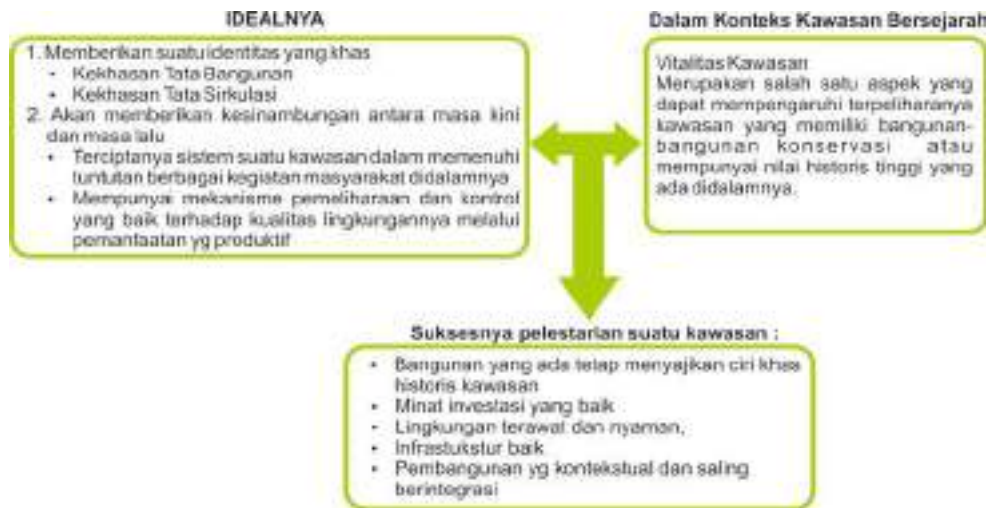 IDEALNYA
1. Memberikan suatu identitas yang khas
• Kekhasan Tata Bangunan
• Kekhasan Tata Sirkulasi
2. Akan memberikan kesinambungan antara masa kini
dan masa lalu
• Terciptanya sistem suatu kawasan dalam memenuhi
tuntutan berbagai kegiatan masyarakat didalamnya
• Mempunyai mekanisme pemeliharaan dan kontrol
yang baik terhadap kualitas lingkungannya melalui
pemanfaatan yg produktif
Dalam Konteks Kawasan Bersejarah
Vitalitas Kawasan
Merupakan salah satu aspek yang
dapat mempengaruhi terpeliharanya
kawasan yang memiliki bangunan-
bangunan konservasi atau
mempunyai nilai historis tinggi yang
ada didalamnya.
Suksesnya pelestarian suatu kawasan :
• Bangunan yang ada tetap menyajikan ciri khas
historis kawasan
• Minat investasi yang baik
• Lingkungan terawat dan nyaman,
• Infrastukstur baik
• Pembangunan yg kontekstual dan saling
berintegrasi